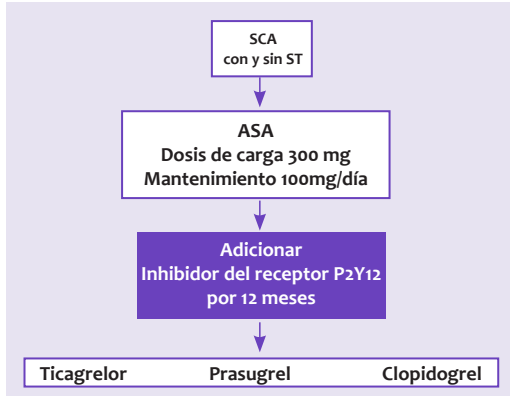 SCA
con y sin ST
ASA
Dosis de carga 300 mg
Mantenimiento 100mg/día
Adicionar
Inhibidor del receptor P2Y12
por 12 meses
Ticagrelor Prasugrel Clopidogrel